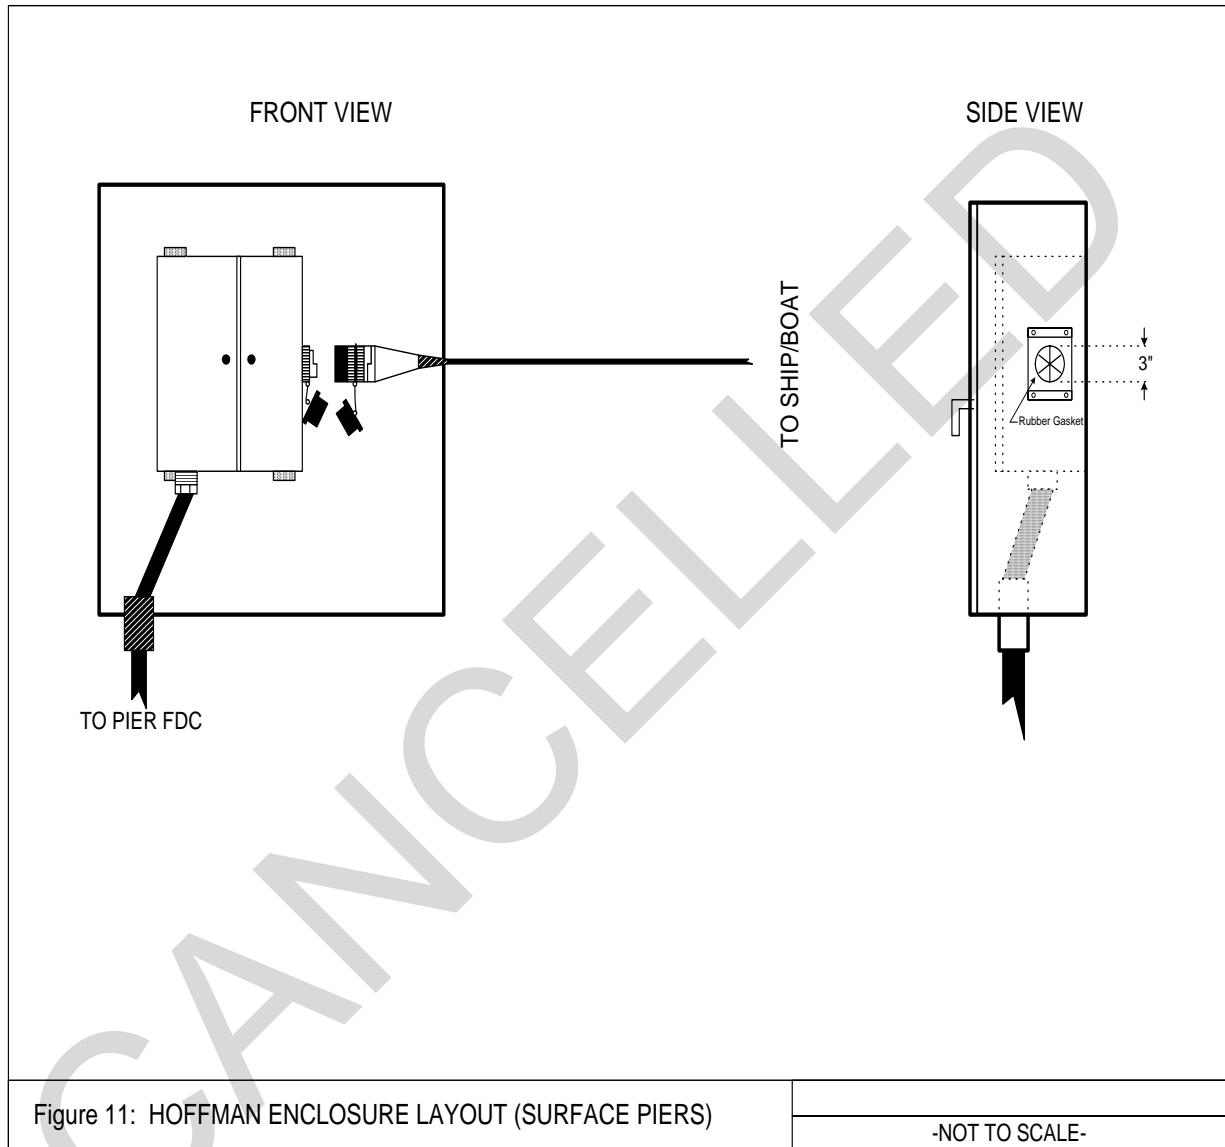 FRONT VIEW
SIDE VIEW
TO SHIP/BOAT
3"
Rubber Gasket
TO PIER FDC
CANCELLED
Figure 11: HOFFMAN ENCLOSURE LAYOUT (SURFACE PIERS)
-NOT TO SCALE-